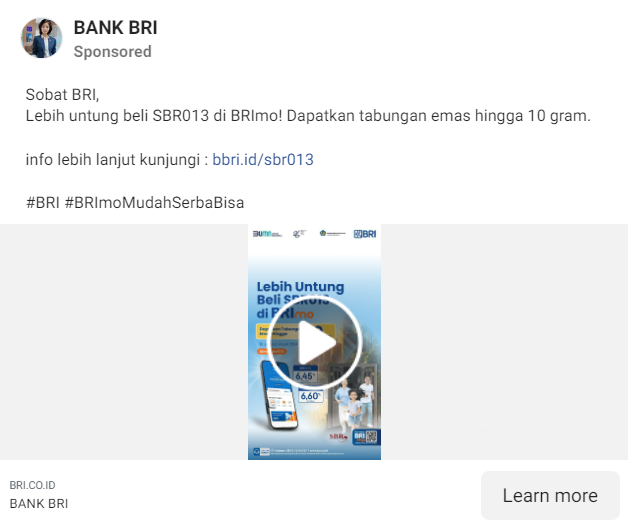 BANK BRI
Sponsored
Sobat BRI,
Lebih untung beli SBR013 di BRImo! Dapatkan tabungan emas hingga 10 gram.
info lebih lanjut kunjungi : bbri.id/sbr013
#BRI #BRImoMudahSerbaBisa
BRI
Lebih Untung
Beli SBR013
di BRImo
6,45%
6,60%
BRI
BRI.CO.ID
BANK BRI
Learn more